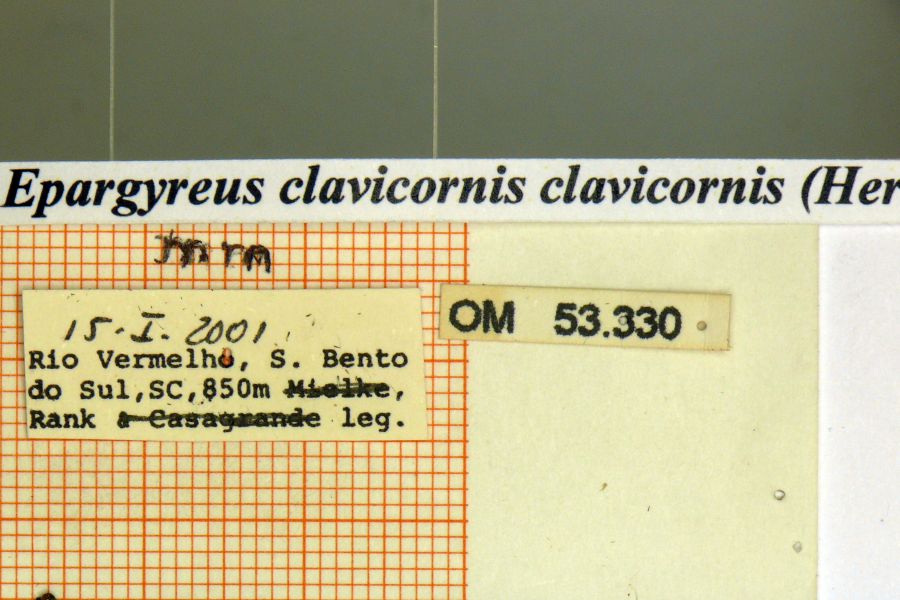 Epargyreus clavicornis clavicornis (Her
mm
15.I.2001
Rio Vermelho, S. Bento
do Sul,SC,850m Mielke,
Rank & Casagrande leg.
OM 53.330